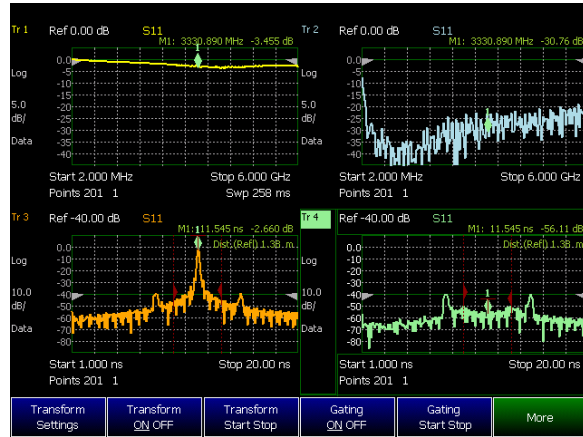 Tr 1 Ref 0.00 dB S11
M1: 3330.890 MHz -3.455 dB
1
Log
5.0
dB/
Data
0.0
-5
-10
-15
-20
-25
-30
-35
-40
Start 2.000 MHz Stop 6.000 GHz
Points 201 1 Swp 258 ms
Tr 2 Ref 0.00 dB S11
M1: 3330.890 MHz -30.76 dB
Log
5.0
dB/
Data
0.0
-5
-10
-15
-20
-25
-30
-35
-40
1
Start 2.000 MHz Stop 6.000 GHz
Points 201 1
Tr 3 Ref -40.00 dB S11
M1: 11.545 ns -2.660 dB
Dist.(Refl) 1.38 m
1
Log
10.0
dB/
Data
0.0
-10
-20
-30
-40
-50
-60
-70
-80
Start 1.000 ns Stop 20.00 ns
Points 201 1
Tr 4 Ref -40.00 dB S11
M1: 11.545 ns -56.11 dB
Dist.(Refl) 1.38 m
Log
10.0
dB/
Data
0.0
-10
-20
-30
-40
-50
-60
-70
-80
1
Start 1.000 ns Stop 20.00 ns
Points 201 1
Transform Settings
Transform ON OFF
Transform Start Stop
Gating ON OFF
Gating Start Stop
More